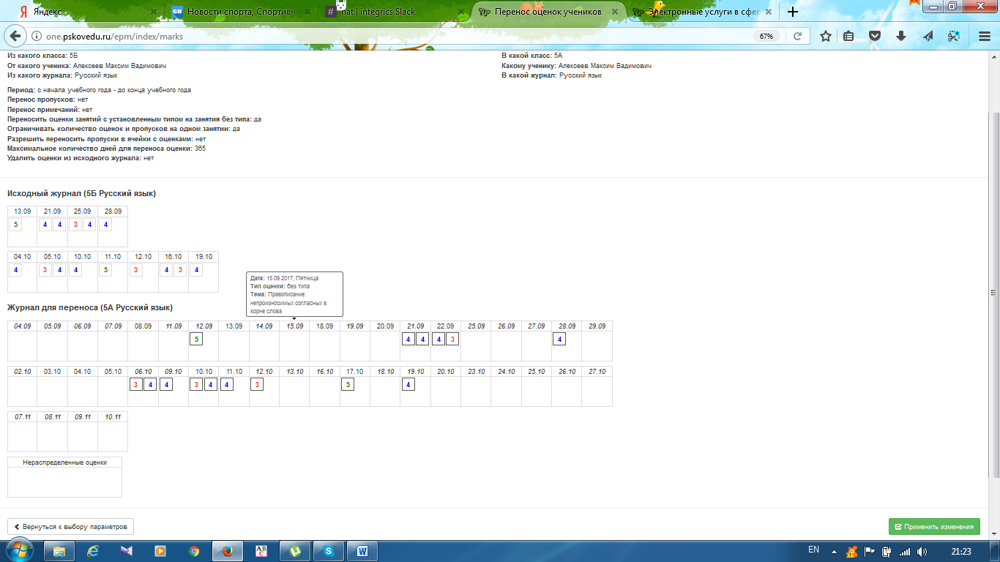 Яндекс
Новости спорта, Спортивна
nat | integrics Slack
Перенос оценок учеников
Электронные услуги в сфер
one.pskovedu.ru/epm/index/marks
67%
Из какого класса: 5Б
От какого ученика: Алексеев Максим Вадимович
Из какого журнала: Русский язык
В какой класс: 5А
Какому ученику: Алексеев Максим Вадимович
В какой журнал: Русский язык
Период: с начала учебного года - до конца учебного года
Перенос пропусков: нет
Перенос примечаний: нет
Переносить оценки занятий с установленным типом на занятия без типа: да
Ограничивать количество оценок и пропусков на одном занятии: да
Разрешить переносить пропуски в ячейки с оценками: нет
Максимальное количество дней для переноса оценки: 365
Удалить оценки из исходного журнала: нет
Исходный журнал (5Б Русский язык)
13.09 21.09 25.09 28.09
5 4 4 3 4 4
04.10 05.10 10.10 11.10 12.10 16.10 19.10
4 3 4 4 5 3 4 3 4
Дата: 15.09.2017, Пятница
Тип оценки: без типа
Тема: Правописание
непроизносимых согласных в
корне слова
Журнал для переноса (5А Русский язык)
04.09 05.09 06.09 07.09 08.09 11.09 12.09 13.09 14.09 15.09 18.09 19.09 20.09 21.09 22.09 25.09 26.09 27.09 28.09 29.09
5 4 4 4 3 4
02.10 03.10 04.10 05.10 06.10 09.10 10.10 11.10 12.10 13.10 16.10 17.10 18.10 19.10 20.10 23.10 24.10 25.10 26.10 27.10
3 4 4 3 4 4 3 5 4
07.11 08.11 09.11 10.11
Нераспределенные оценки
Вернуться к выбору параметров
Применить изменения
EN
21:23